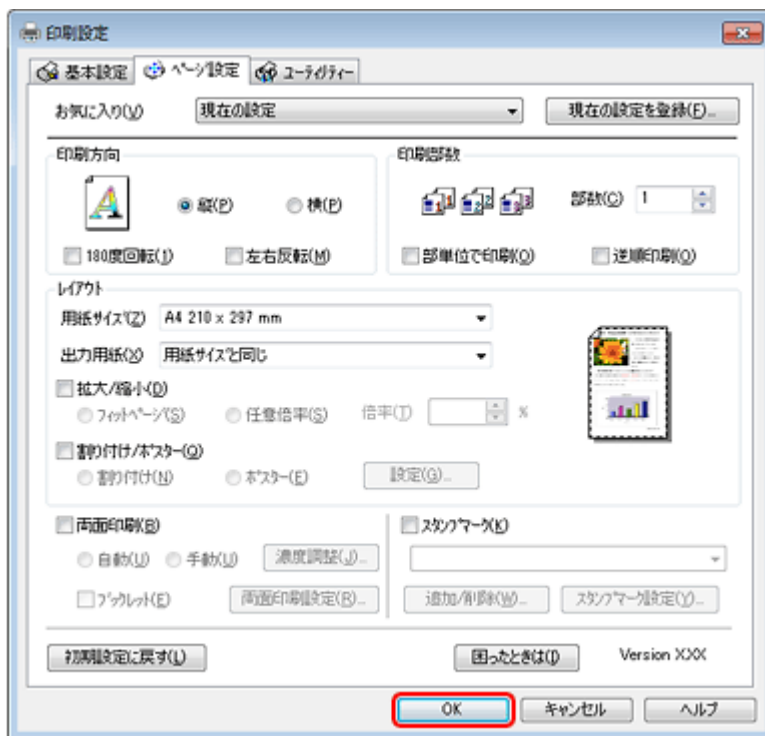 印刷設定
基本設定 ページ設定 ユーティリティー
お気に入り(V) 現在の設定 現在の設定を登録(F)...
印刷方向
縦(P) 横(P)
180度回転(1) 左右反転(M)
印刷部数
1 1 2 2 3
部数(C) 1
部単位で印刷(O) 逆順印刷(O)
レイアウト
用紙サイズ(Z) A4 210 x 297 mm
出力用紙(X) 用紙サイズと同じ
拡大/縮小(D)
フィットページ(S) 任意倍率(S) 倍率(T) %
割り付け/ポスター(Q)
割り付け(N) ポスター(E) 設定(G)...
両面印刷(B)
自動(U) 手動(U) 濃度調整(J)...
ブックレット(E) 両面印刷設定(R)...
スタンプマーク(K)
追加/削除(W)... スタンプマーク設定(Y)...
初期設定に戻す(L) 困ったときは(I) Version XXX
OK キャンセル ヘルプ